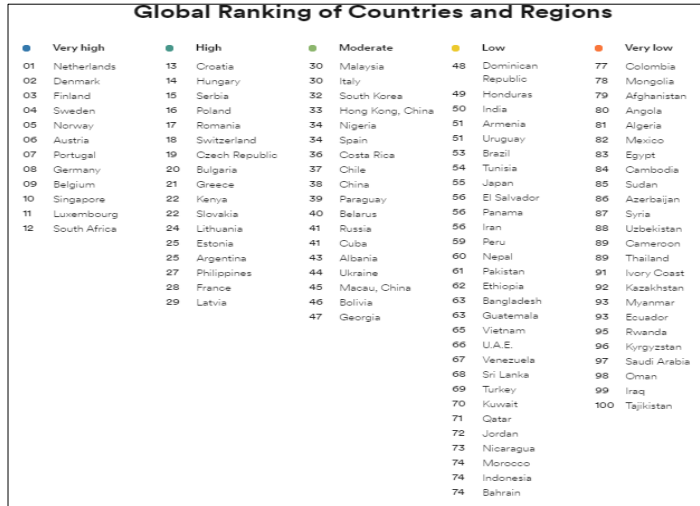 Global Ranking of Countries and Regions
Very high
01 Netherlands
02 Denmark
03 Finland
04 Sweden
05 Norway
06 Austria
07 Portugal
08 Germany
09 Belgium
10 Singapore
11 Luxembourg
12 South Africa
High
13 Croatia
14 Hungary
15 Serbia
16 Poland
17 Romania
18 Switzerland
19 Czech Republic
20 Bulgaria
21 Greece
22 Kenya
22 Slovakia
24 Lithuania
25 Estonia
25 Argentina
27 Philippines
28 France
29 Latvia
Moderate
30 Malaysia
30 Italy
32 South Korea
33 Hong Kong, China
34 Nigeria
34 Spain
36 Costa Rica
37 Chile
38 China
39 Paraguay
40 Belarus
41 Russia
41 Cuba
43 Albania
44 Ukraine
45 Macau, China
46 Bolivia
47 Georgia
Low
48 Dominican
Republic
49 Honduras
50 India
51 Armenia
51 Uruguay
53 Brazil
54 Tunisia
55 Japan
56 El Salvador
56 Panama
56 Iran
59 Peru
60 Nepal
61 Pakistan
62 Ethiopia
63 Bangladesh
63 Guatemala
65 Vietnam
66 U.A.E.
67 Venezuela
68 Sri Lanka
69 Turkey
70 Kuwait
71 Qatar
72 Jordan
73 Nicaragua
74 Morocco
74 Indonesia
74 Bahrain
Very low
77 Colombia
78 Mongolia
79 Afghanistan
80 Angola
81 Algeria
82 Mexico
83 Egypt
84 Cambodia
85 Sudan
86 Azerbaijan
87 Syria
88 Uzbekistan
89 Cameroon
89 Thailand
91 Ivory Coast
92 Kazakhstan
93 Myanmar
93 Ecuador
95 Rwanda
96 Kyrgyzstan
97 Saudi Arabia
98 Oman
99 Iraq
100 Tajikistan